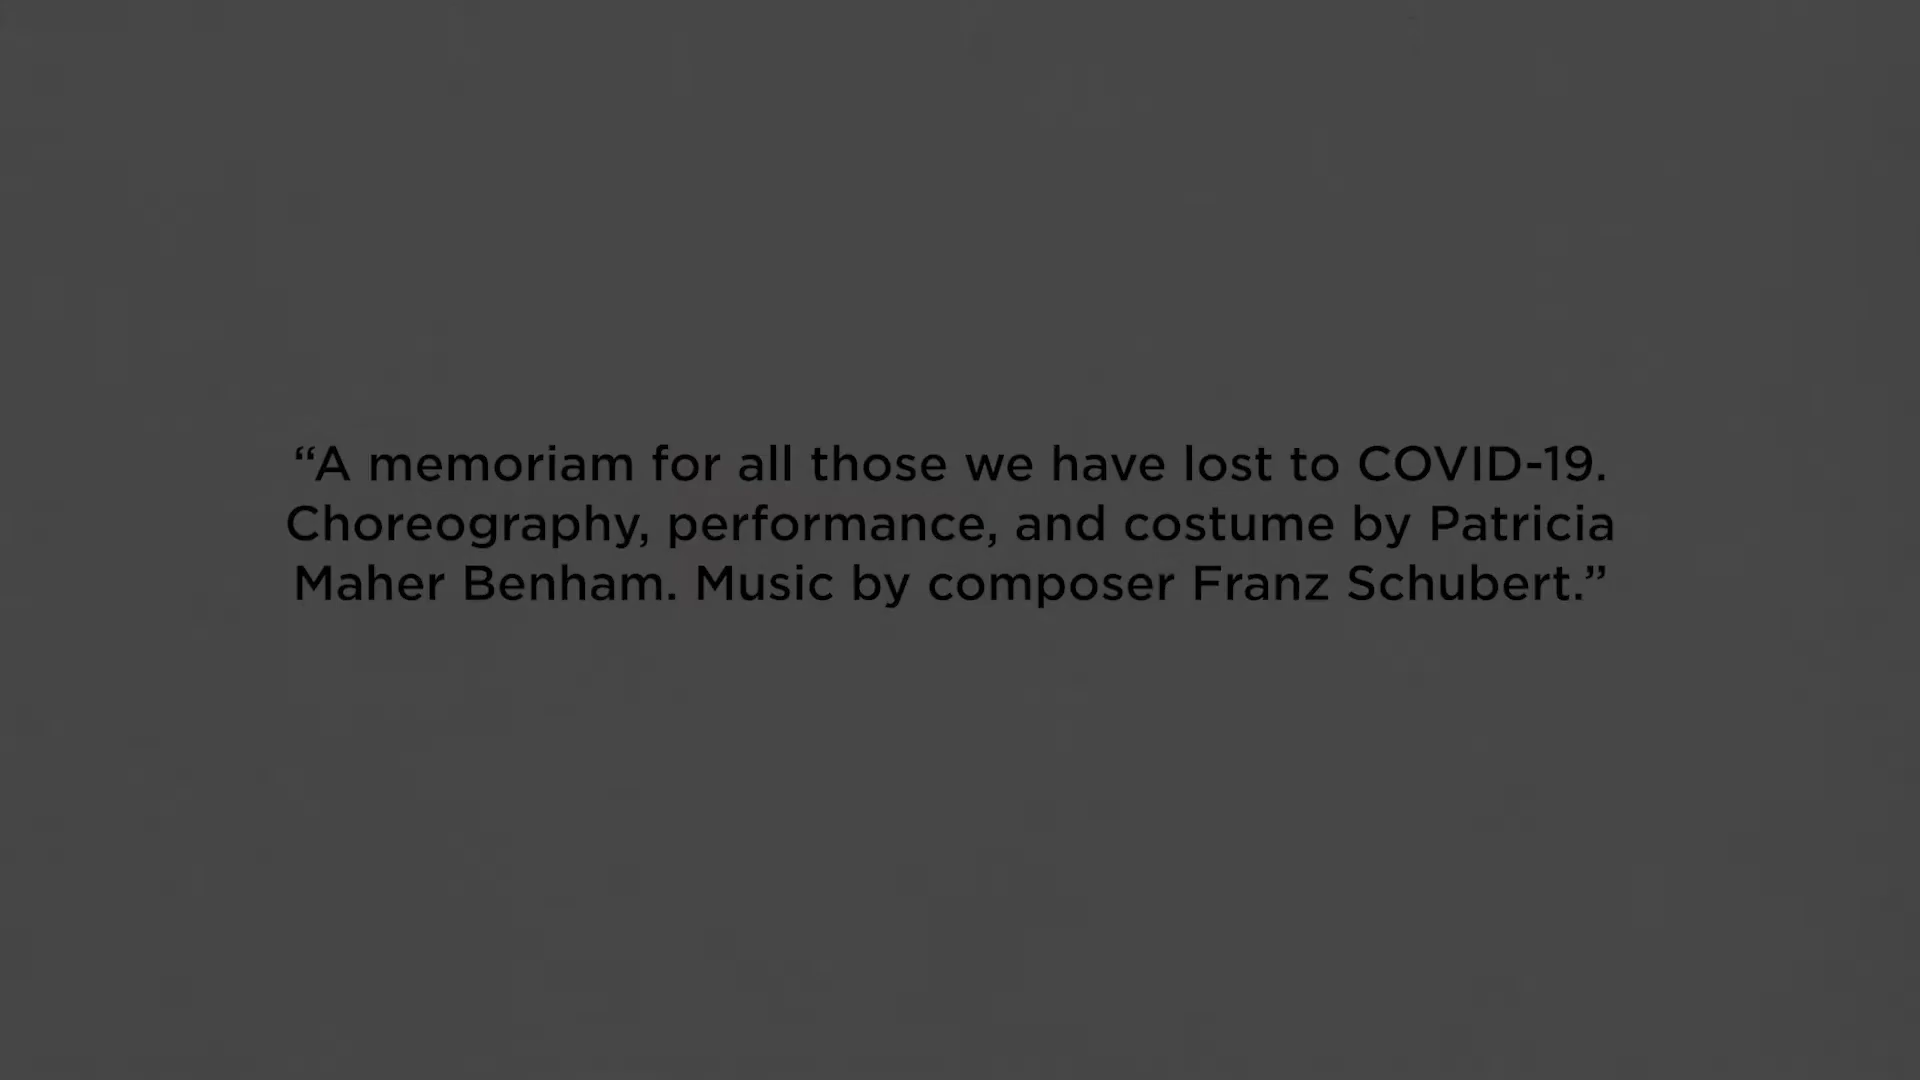 “A memoriam for all those we have lost to COVID-19.
Choreography, performance, and costume by Patricia
Maher Benham. Music by composer Franz Schubert.”